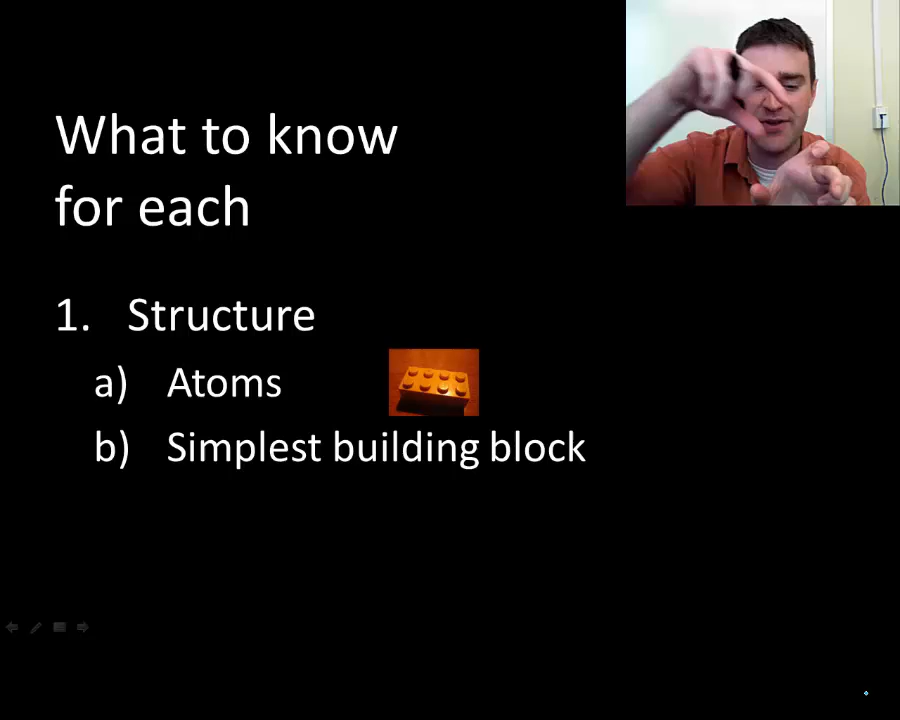 What to know
for each
1. Structure
a) Atoms
b) Simplest building block